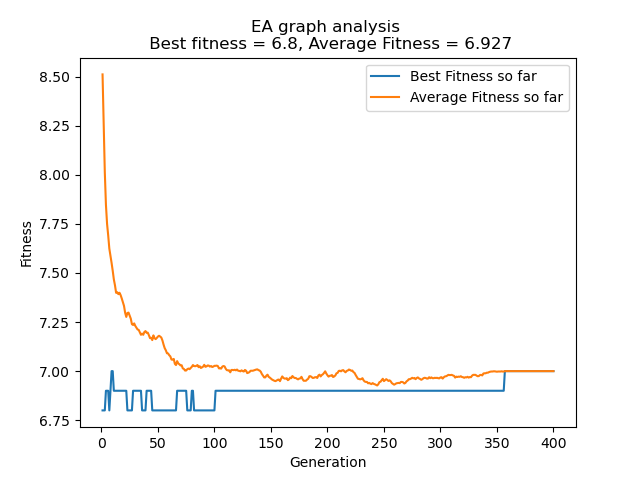 EA graph analysis
Best fitness = 6.8, Average Fitness = 6.927
Best Fitness so far
Average Fitness so far
8.50
8.25
8.00
7.75
7.50
7.25
7.00
6.75
Fitness
0 50 100 150 200 250 300 350 400
Generation